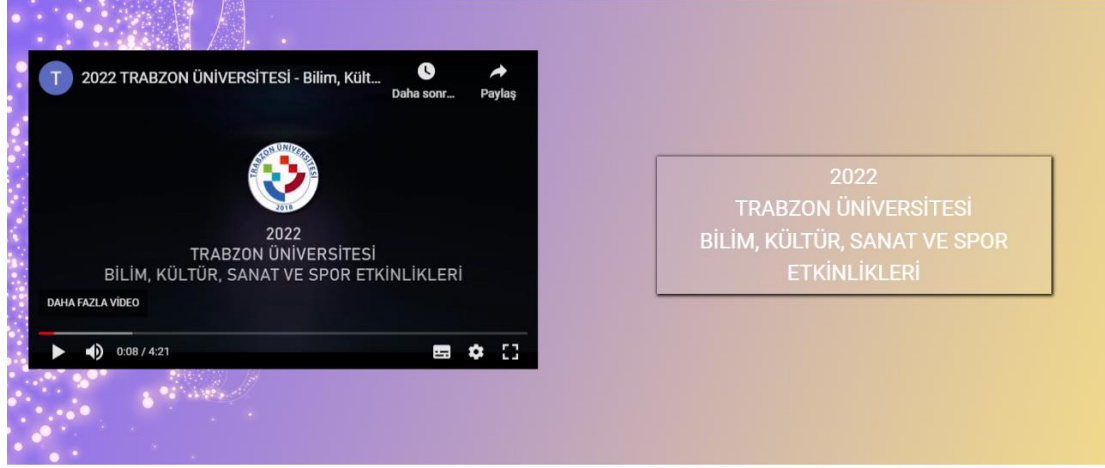 T
2022 TRABZON ÜNİVERSİTESİ - Bilim, Kült...
Daha sonr...
Paylaş
TRABZON ÜNİVERSİTESİ
2018
2022
TRABZON ÜNİVERSİTESİ
BİLİM, KÜLTÜR, SANAT VE SPOR ETKİNLİKLERİ
DAHA FAZLA VİDEO
0:08 / 4:21
2022
TRABZON ÜNİVERSİTESİ
BİLİM, KÜLTÜR, SANAT VE SPOR
ETKİNLİKLERİ